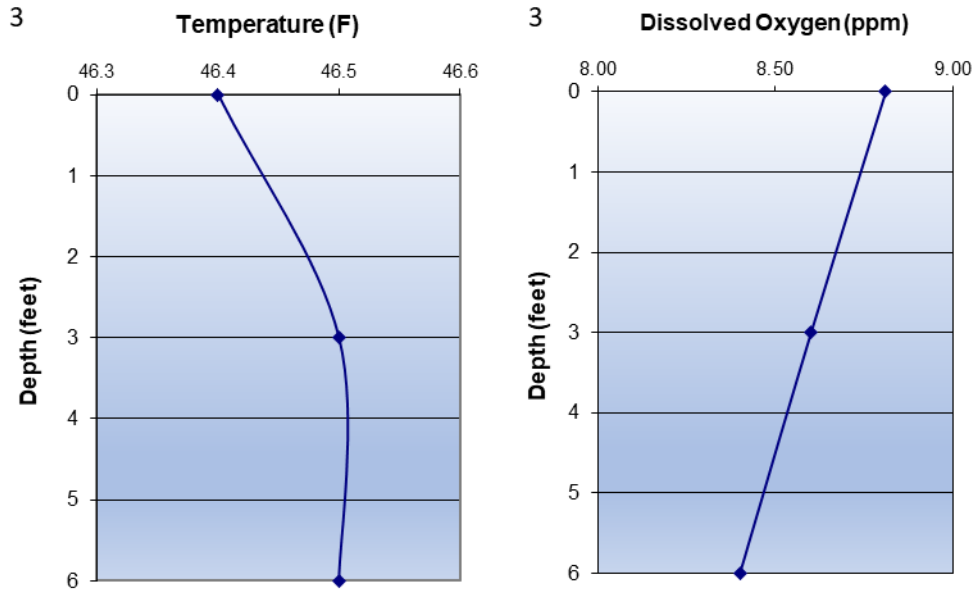 3
Temperature (F)
46.3 46.4 46.5 46.6
0
1
2
3
4
5
6
Depth (feet)
3
Dissolved Oxygen (ppm)
8.00 8.50 9.00
0
1
2
3
4
5
6
Depth (feet)